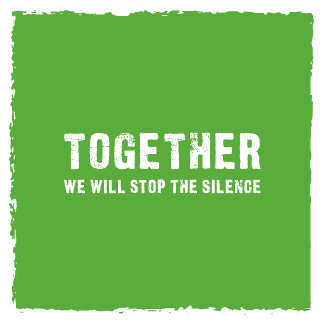 TOGETHER
WE WILL STOP THE SILENCE